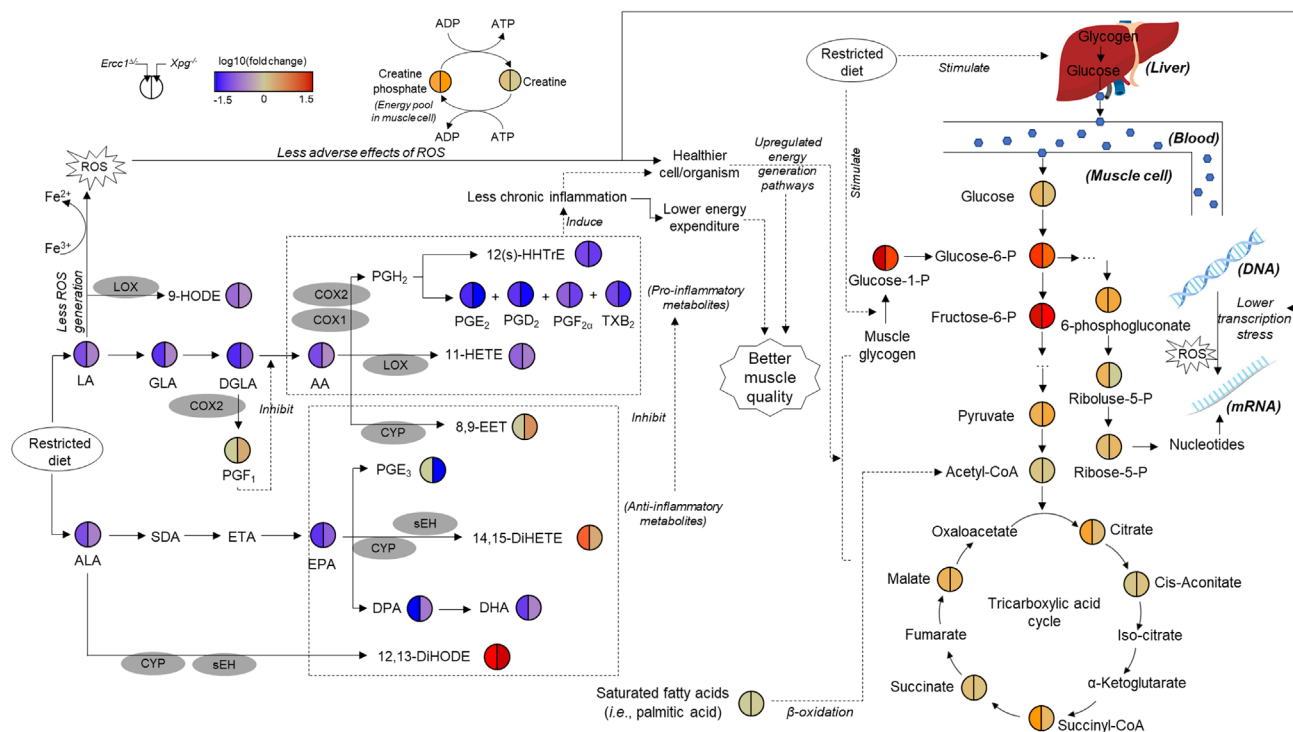 Ercc1Δ/-
Xpg-/-
log10(fold change)
-1.5 0 1.5
ADP
ATP
Creatine
phosphate
Creatine
(Energy pool
in muscle cell)
ADP
ATP
ROS
Less adverse effects of ROS
Fe2+
Fe3+
Less ROS
generation
LOX
9-HODE
LA
GLA
DGLA
AA
COX2
Inhibit
PGF1
Restricted
diet
ALA
SDA
ETA
EPA
CYP
sEH
COX2
COX1
PGH2
12(s)-HHTrE
PGE2 + PGD2 + PGF2α + TXB2
LOX
11-HETE
CYP
8,9-EET
PGE3
sEH
CYP
14,15-DiHETE
DPA
DHA
12,13-DiHODE
Healthier
cell/organism
Less chronic inflammation
Induce
Lower energy
expenditure
Upregulated
energy
generation
pathways
(Pro-inflammatory
metabolites)
Inhibit
(Anti-inflammatory
metabolites)
Better
muscle
quality
Saturated fatty acids
(i.e., palmitic acid)
β-oxidation
Restricted
diet
Stimulate
Stimulate
Glycogen
Glucose
(Liver)
(Blood)
(Muscle cell)
Glucose
Glucose-1-P
Glucose-6-P
Muscle
glycogen
Fructose-6-P
6-phosphogluconate
Riboluse-5-P
Ribose-5-P
Nucleotides
Pyruvate
Acetyl-CoA
(DNA)
Lower
transcription
stress
ROS
(mRNA)
Oxaloacetate
Citrate
Cis-Aconitate
Iso-citrate
α-Ketoglutarate
Succinyl-CoA
Succinate
Fumarate
Malate
Tricarboxylic acid
cycle